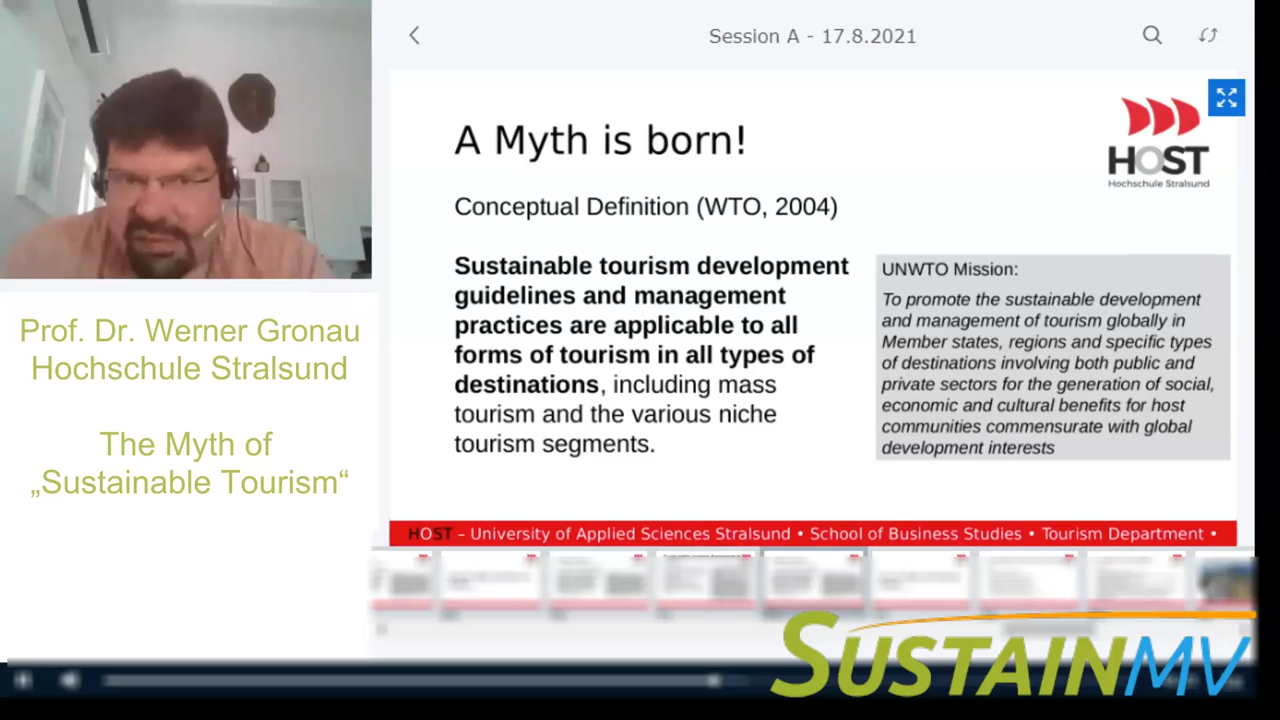 Session A - 17.8.2021
A Myth is born!
HOST
Hochschule Stralsund
Conceptual Definition (WTO, 2004)
Sustainable tourism development
guidelines and management
practices are applicable to all
forms of tourism in all types of
destinations, including mass
tourism and the various niche
tourism segments.
UNWTO Mission:
To promote the sustainable development
and management of tourism globally in
Member states, regions and specific types
of destinations involving both public and
private sectors for the generation of social,
economic and cultural benefits for host
communities commensurate with global
development interests
HOST – University of Applied Sciences Stralsund • School of Business Studies • Tourism Department •
Prof. Dr. Werner Gronau
Hochschule Stralsund
The Myth of
„Sustainable Tourism“
SUSTAINMV